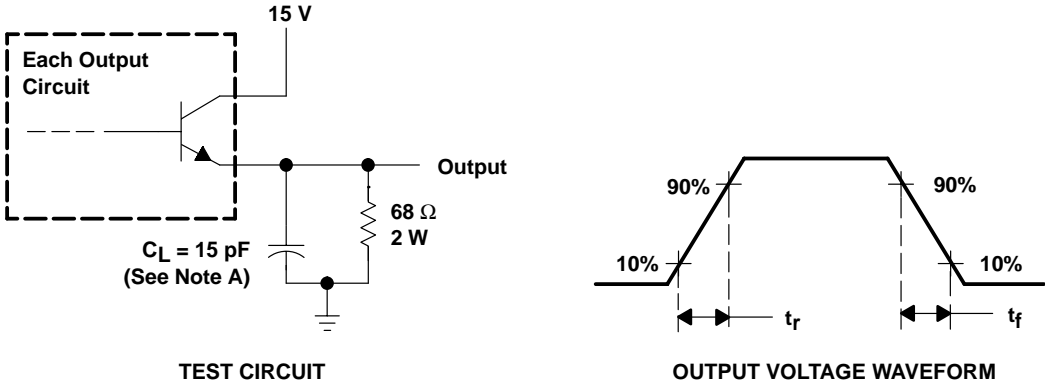 15 V
Each Output
Circuit
Output
68 Ω
2 W
CL = 15 pF
(See Note A)
TEST CIRCUIT
90%
90%
10%
10%
tr
tf
OUTPUT VOLTAGE WAVEFORM